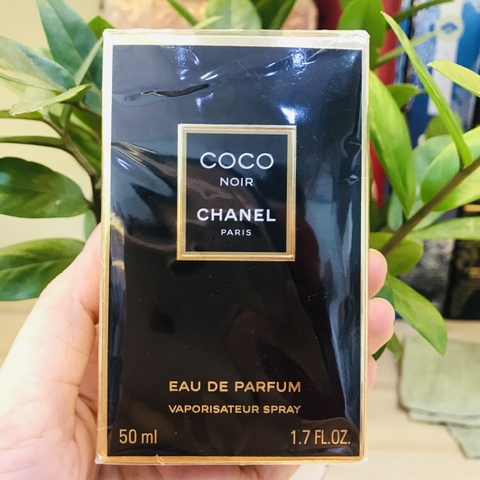 COCO
NOIR
CHANEL
PARIS
EAU DE PARFUM
VAPORISATEUR SPRAY
50 ml 1.7 FL.OZ.